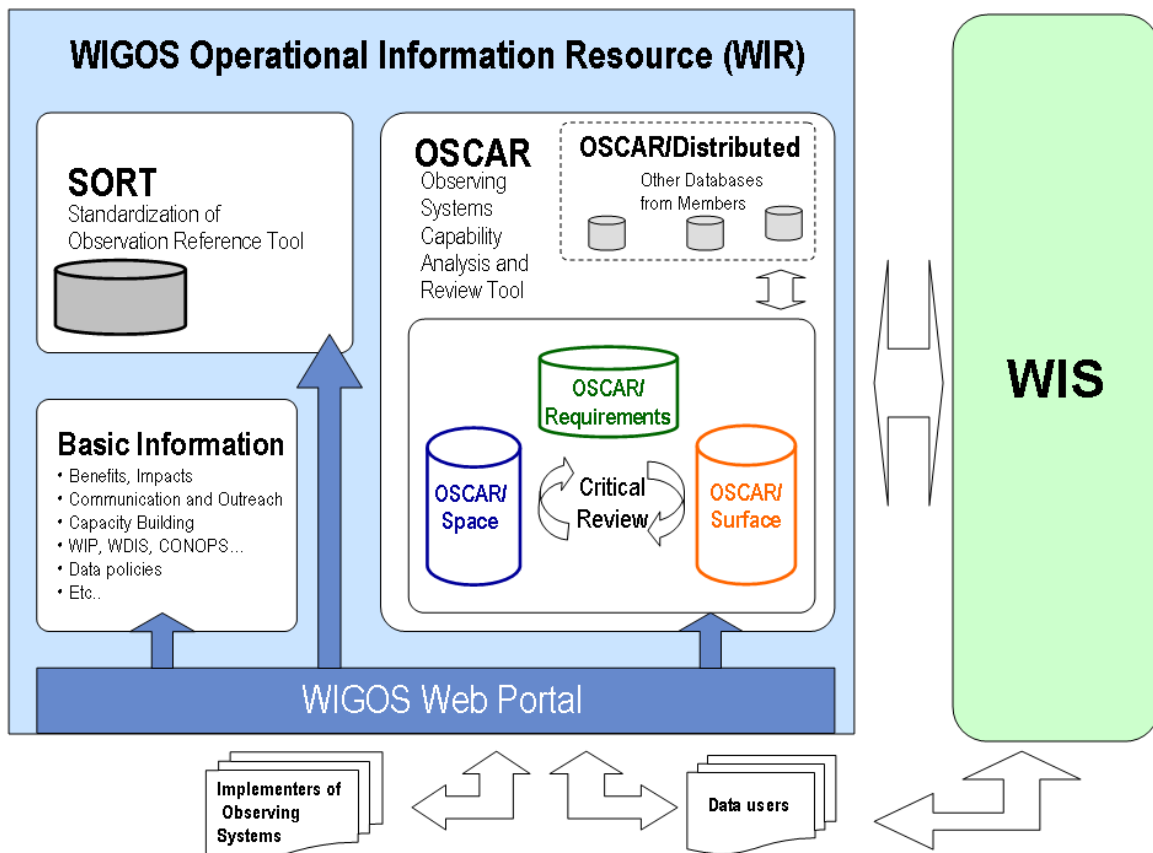 WIGOS Operational Information Resource (WIR)
SORT
Standardization of
Observation Reference Tool
OSCAR
Observing
Systems
Capability
Analysis and
Review Tool
OSCAR/Distributed
Other Databases
from Members
OSCAR/
Requirements
OSCAR/
Space
Critical
Review
OSCAR/
Surface
Basic Information
• Benefits, Impacts
• Communication and Outreach
• Capacity Building
• WIP, WDIS, CONOPS...
• Data policies
• Etc..
WIGOS Web Portal
WIS
Implementers of
Observing
Systems
Data users